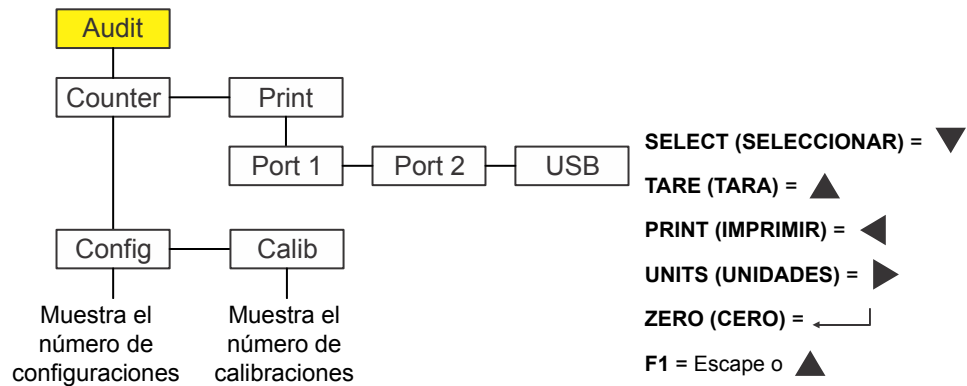 Audit
Counter
Print
Port 1
Port 2
USB
Config
Calib
Muestra el
número de
configuraciones
Muestra el
número de
calibraciones
SELECT (SELECCIONAR) =
TARE (TARA) =
PRINT (IMPRIMIR) =
UNITS (UNIDADES) =
ZERO (CERO) =
F1 = Escape o